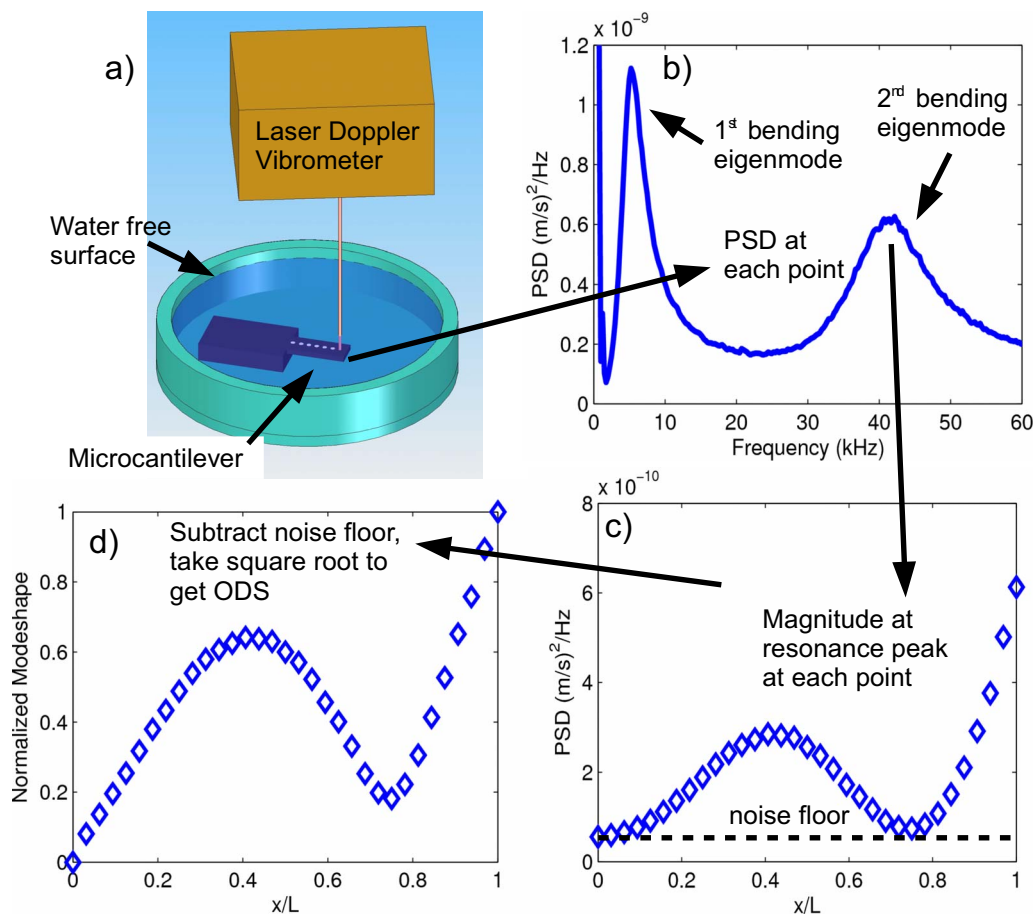 a)
Laser Doppler
Vibrometer
Water free
surface
Microcantilever
x 10⁻⁹
b)
1st bending
eigenmode
2nd bending
eigenmode
PSD at
each point
PSD (m/s)²/Hz
1.2
1
0.8
0.6
0.4
0.2
0
0 10 20 30 40 50 60
Frequency (kHz)
d)
Subtract noise floor,
take square root to
get ODS
Normalized Modeshape
1
0.8
0.6
0.4
0.2
0
0 0.2 0.4 0.6 0.8 1
x/L
x 10⁻¹⁰
c)
Magnitude at
resonance peak
at each point
noise floor
PSD (m/s)²/Hz
8
6
4
2
0
0 0.2 0.4 0.6 0.8 1
x/L